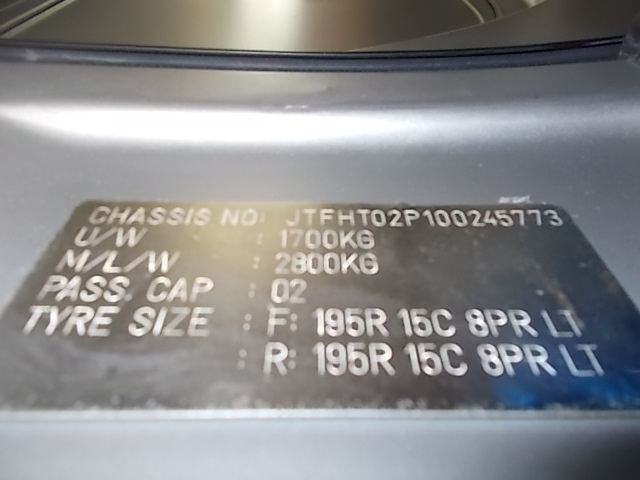 CHASSIS NO: JTFHT02P100245773
U/W : 1700KG
M/L/W : 2800KG
PASS. CAP : 02
TYRE SIZE : F: 195R 15C 8PR LT
: R: 195R 15C 8PR LT